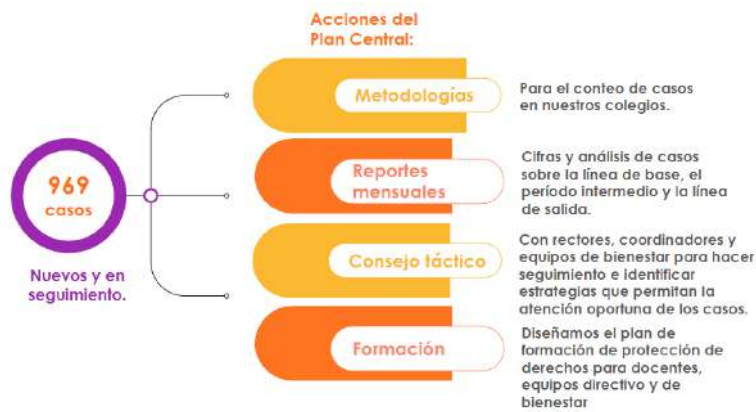 Acciones del
Plan Central:
969
casos
Nuevos y en
seguimiento.
Metodologías
Para el conteo de casos
en nuestros colegios.
Reportes
mensuales
Cifras y análisis de casos
sobre la línea de base, el
período intermedio y la línea
de salida.
Consejo táctico
Con rectores, coordinadores y
equipos de bienestar para hacer
seguimiento e identificar
estrategias que permitan la
atención oportuna de los casos.
Formación
Diseñamos el plan de
formación de protección de
derechos para docentes,
equipos directivo y de
bienestar